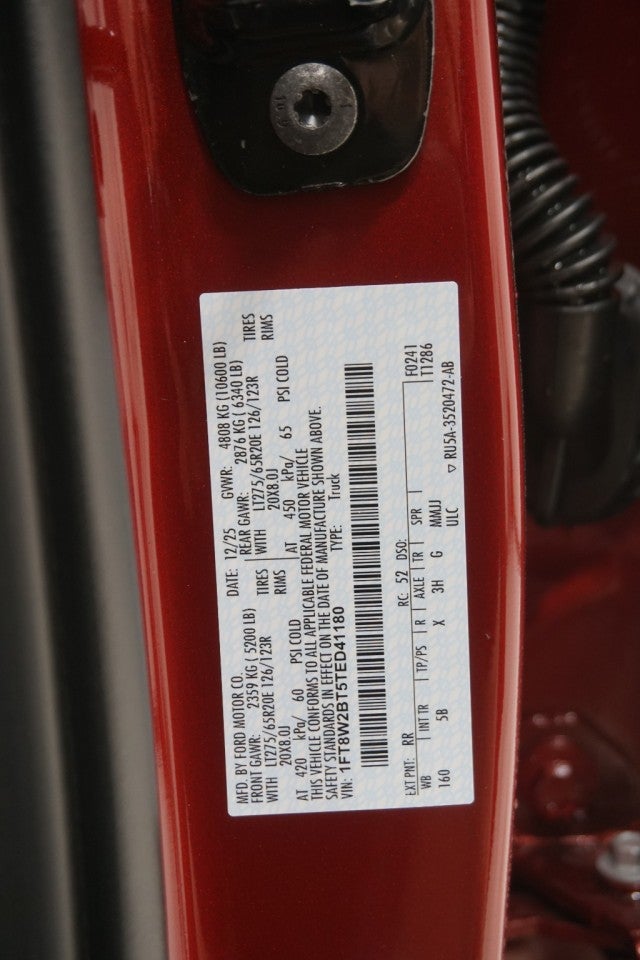 MFD. BY FORD MOTOR CO.
DATE: 12/25 GVWR: 4808 KG (10600 LB)
FRONT GAWR: 2359 KG (5200 LB) REAR GAWR: 2876 KG (6340 LB)
WITH LT275/65R20E 126/123R TIRES WITH LT275/65R20E 126/123R TIRES
20X8.0J RIMS 20X8.0J RIMS
AT 420 kPa/ 60 PSI COLD AT 450 kPa/ 65 PSI COLD
THIS VEHICLE CONFORMS TO ALL APPLICABLE FEDERAL MOTOR VEHICLE
SAFETY STANDARDS IN EFFECT ON THE DATE OF MANUFACTURE SHOWN ABOVE.
VIN: 1FT8W2BT5TED41180 TYPE: Truck
F0241
T1286
EXT PNT: RR RC: 52 DSO:
WB INT TR TP/PS R AXLE TR SPR
160 5B X 3H G MMJJ
ULC
▽ RU5A-3520472-AB